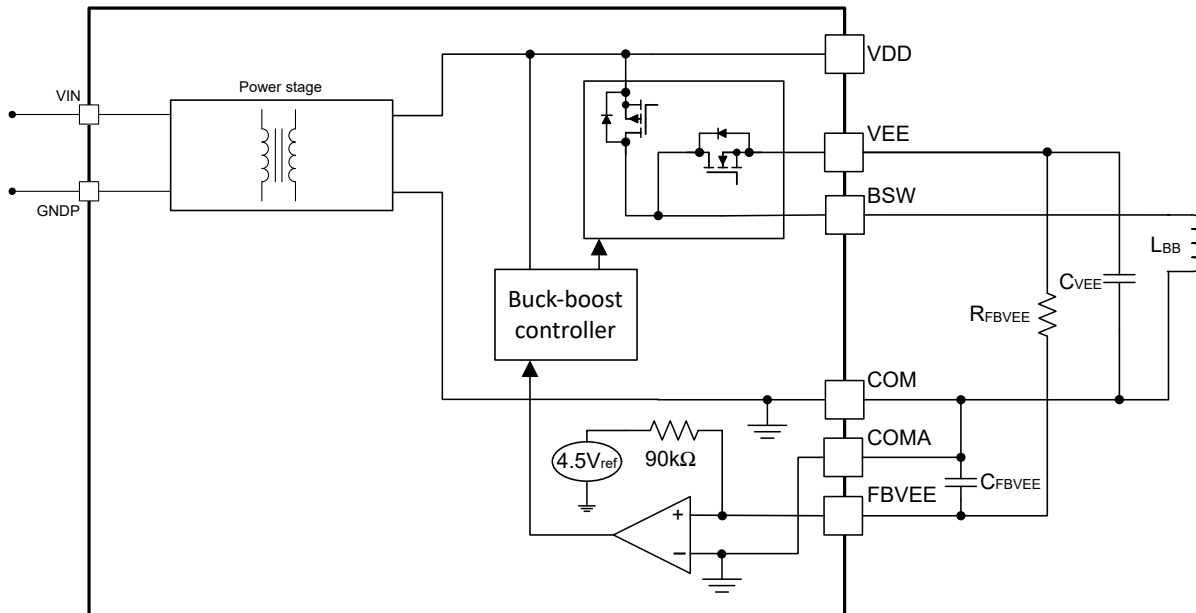 VDD
Power stage
VIN
VEE
BSW
GNDP
LBB
CVEE
Buck-boost
controller
RFBVEE
COM
COMA
4.5Vref
90kΩ
CFBVEE
FBVEE
+
−